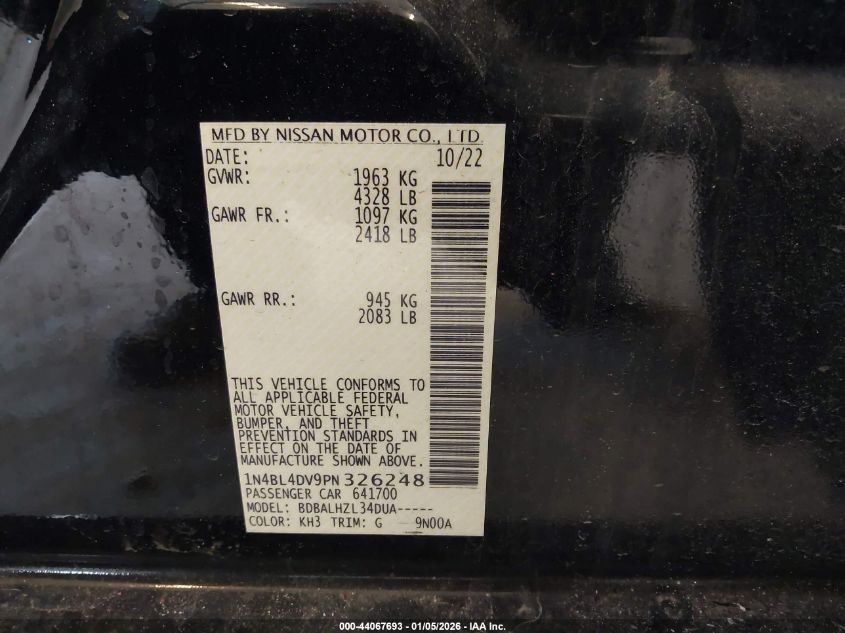 MFD BY NISSAN MOTOR CO., LTD.
DATE: 10/22
GVWR: 1963 KG
4328 LB
GAWR FR.: 1097 KG
2418 LB
GAWR RR.: 945 KG
2083 LB
THIS VEHICLE CONFORMS TO
ALL APPLICABLE FEDERAL
MOTOR VEHICLE SAFETY,
BUMPER, AND THEFT
PREVENTION STANDARDS IN
EFFECT ON THE DATE OF
MANUFACTURE SHOWN ABOVE.
1N4BL4DV9PN326248
PASSENGER CAR 641700
MODEL: BDBALHZL34DUA-----
COLOR: KH3 TRIM: G 9N00A
000-44067693 - 01/05/2026 - IAA Inc.